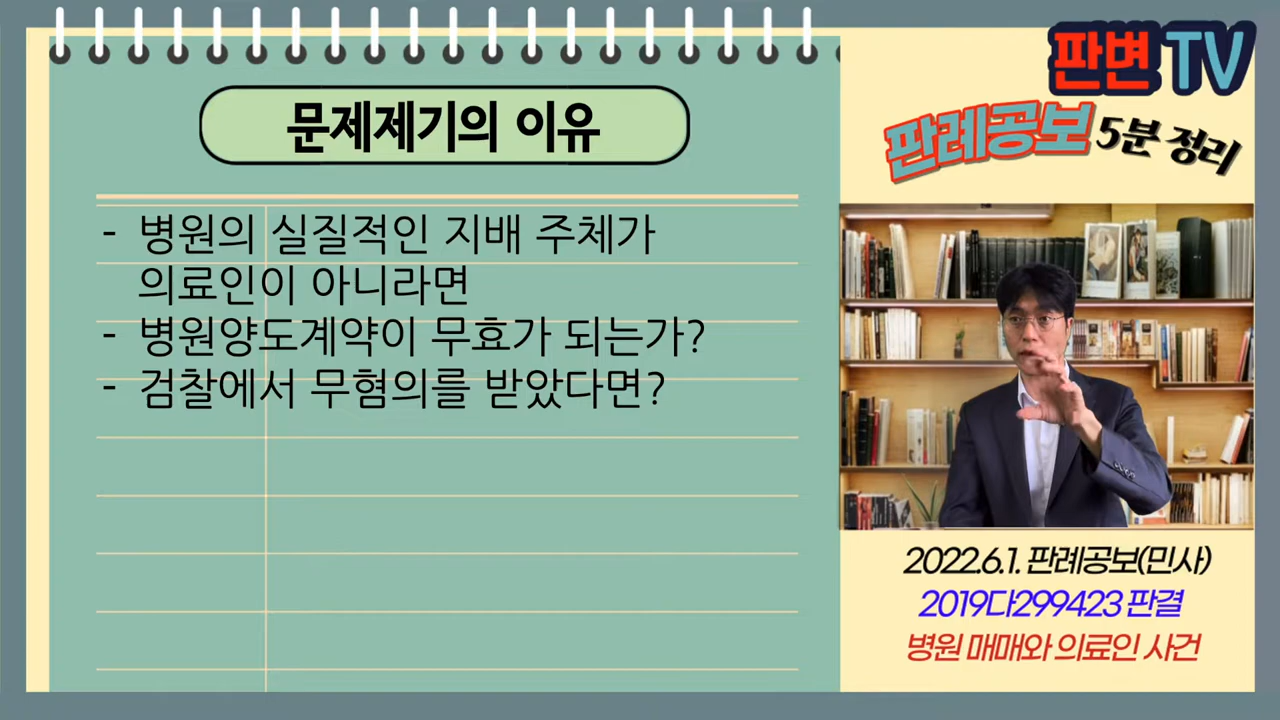 문제제기의 이유
- 병원의 실질적인 지배 주체가
의료인이 아니라면
- 병원양도계약이 무효가 되는가?
- 검찰에서 무혐의를 받았다면?
판변 TV
판례공보 5분 정리
2022.6.1. 판례공보(민사)
2019다299423 판결
병원 매매와 의료인 사건